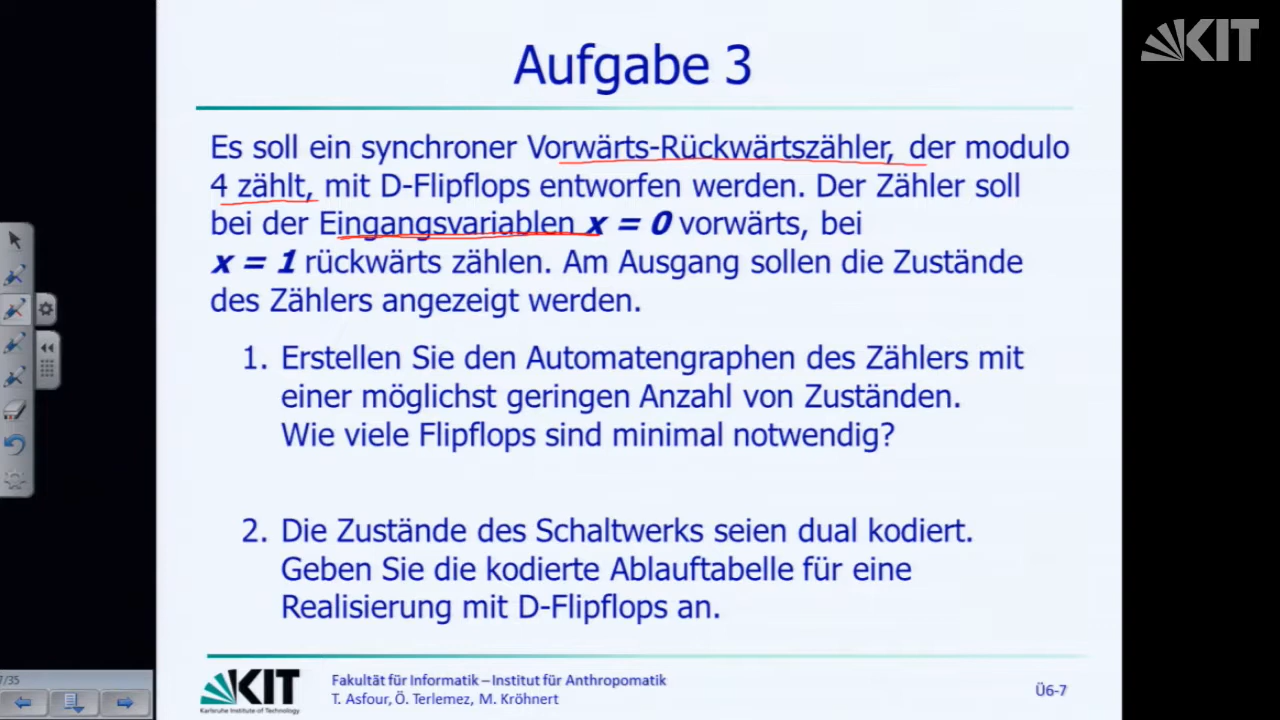 KIT
Aufgabe 3
Es soll ein synchroner Vorwärts-Rückwärtszähler, der modulo
4 zählt, mit D-Flipflops entworfen werden. Der Zähler soll
bei der Eingangsvariablen x = 0 vorwärts, bei
x = 1 rückwärts zählen. Am Ausgang sollen die Zustände
des Zählers angezeigt werden.
1. Erstellen Sie den Automatengraphen des Zählers mit
einer möglichst geringen Anzahl von Zuständen.
Wie viele Flipflops sind minimal notwendig?
2. Die Zustände des Schaltwerks seien dual kodiert.
Geben Sie die kodierte Ablauftabelle für eine
Realisierung mit D-Flipflops an.
KIT
Karlsruhe Institute of Technology
Fakultät für Informatik – Institut für Anthropomatik
T. Asfour, Ö. Terlemez, M. Kröhnert
Ü6-7
7/35